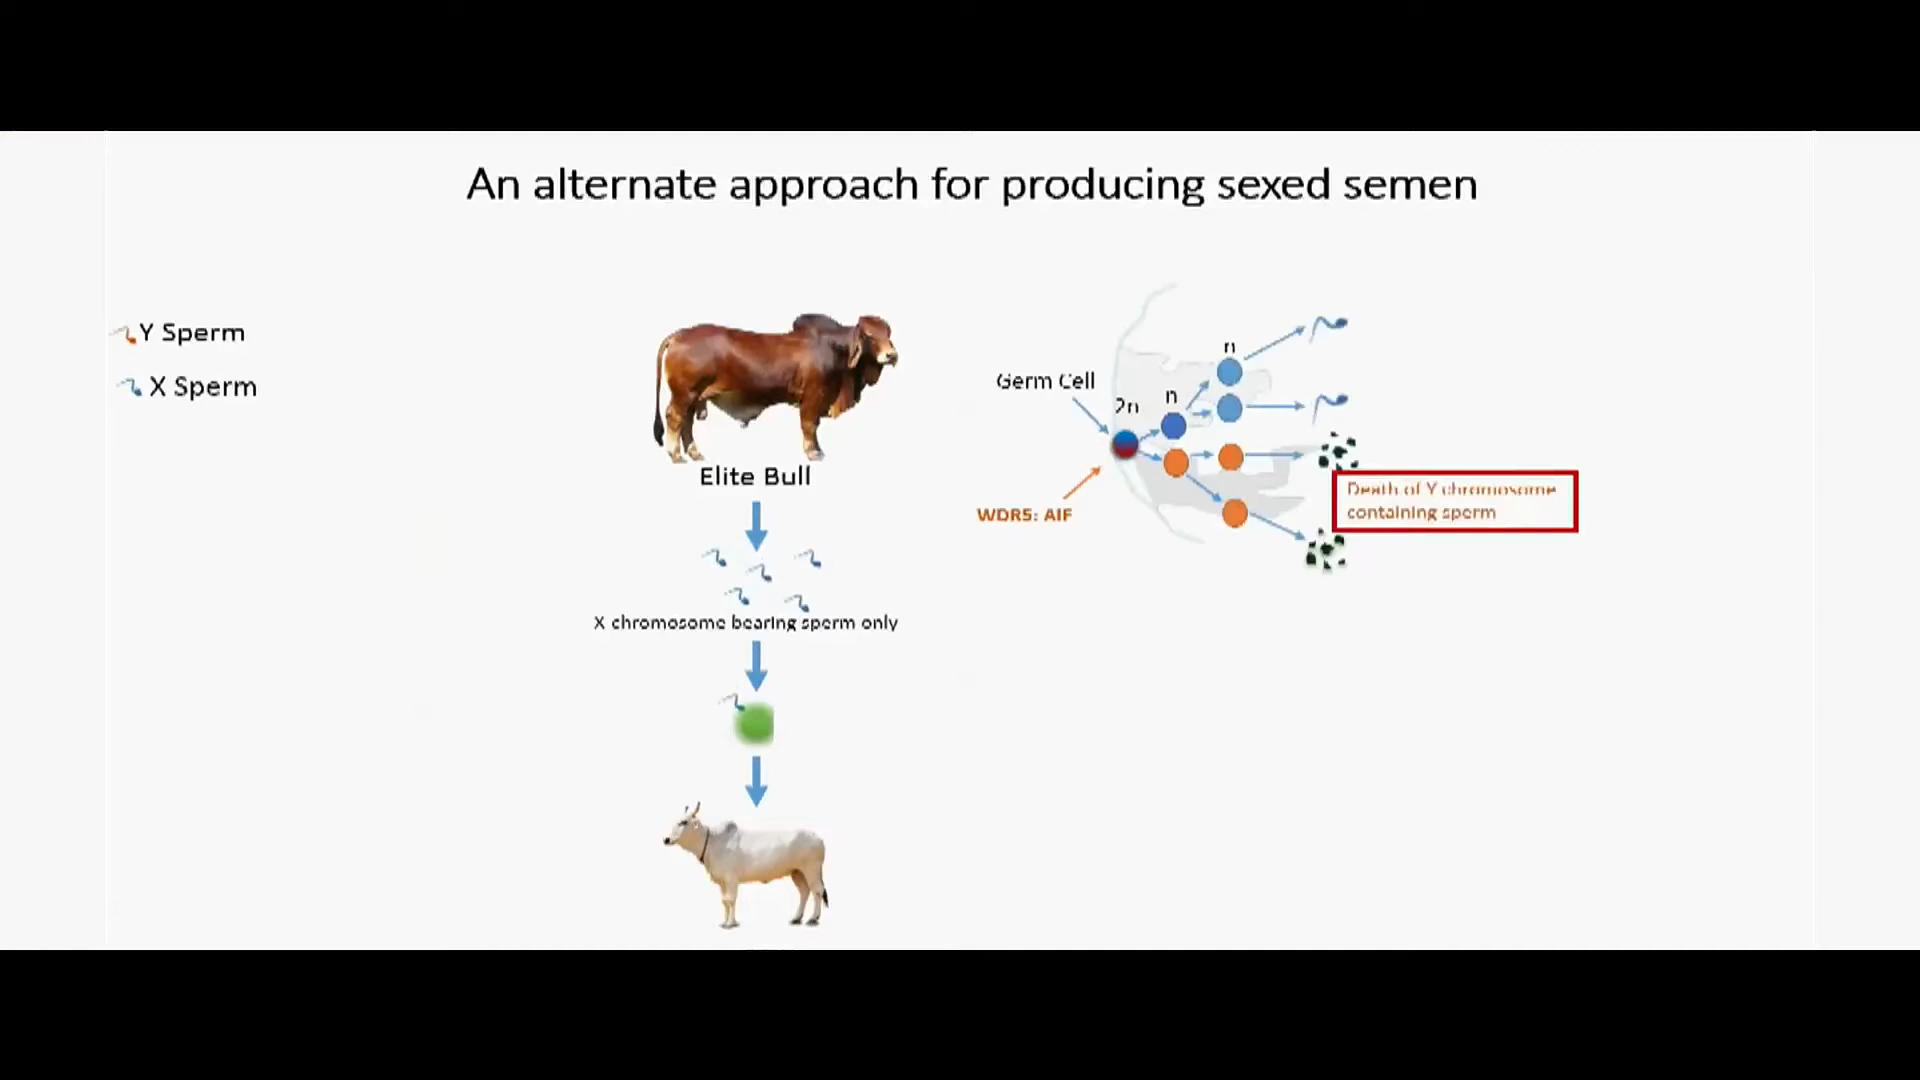 An alternate approach for producing sexed semen
Y Sperm
X Sperm
Elite Bull
X chromosome bearing sperm only
Germ Cell
2n
n
n
WDR5: AIF
Death of Y chromosome
containing sperm